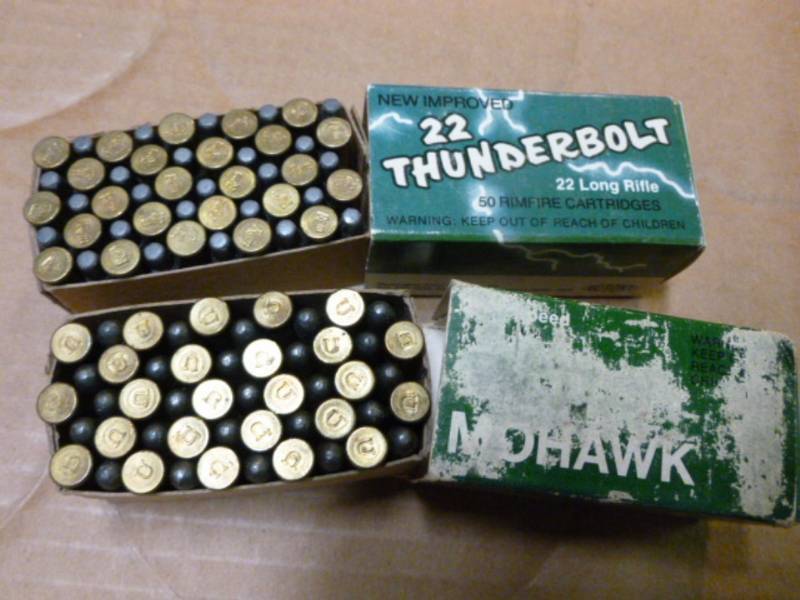 NEW IMPROVED
22
THUNDERBOLT
22 Long Rifle
50 RIMFIRE CARTRIDGES
WARNING: KEEP OUT OF REACH OF CHILDREN
MOHAWK